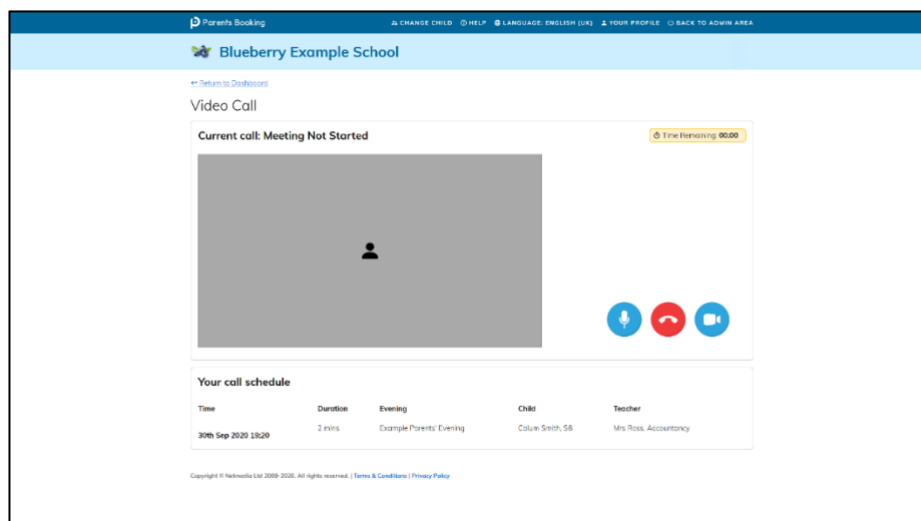 Parents Booking CHANGE CHILD HELP LANGUAGE: ENGLISH (UK) YOUR PROFILE BACK TO ADMIN AREA
Blueberry Example School
Return to Dashboard
Video Call
Current call: Meeting Not Started Time Remaining: 00:00
Your call schedule
Time Duration Evening Child Teacher
30th Sep 2020 19:20 2 mins Example Parents' Evening Calum Smith, S6 Mrs Ross, Accountancy
Copyright © Netmedia Ltd 2009-2020, All rights reserved. | Terms & Conditions | Privacy Policy